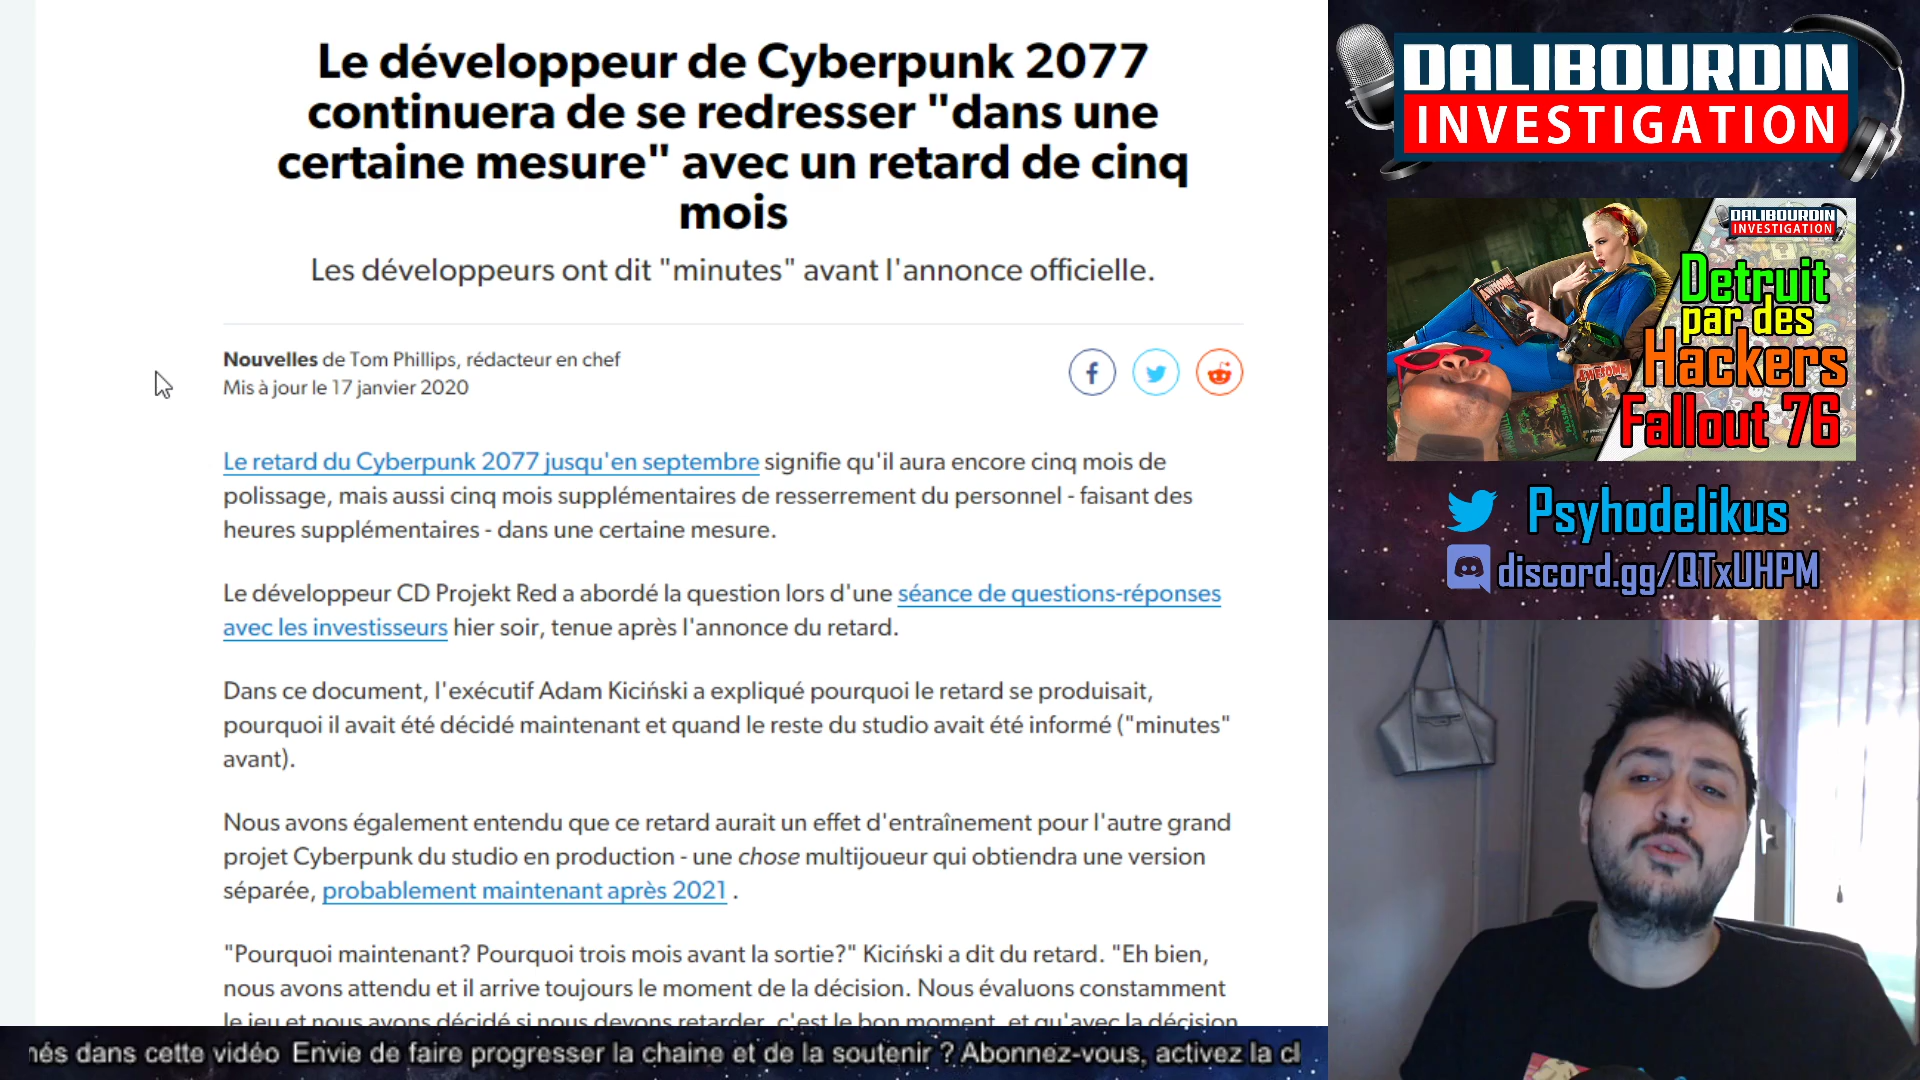 Le développeur de Cyberpunk 2077
continuera de se redresser "dans une
certaine mesure" avec un retard de cinq
mois
Les développeurs ont dit "minutes" avant l'annonce officielle.
Nouvelles de Tom Phillips, rédacteur en chef
Mis à jour le 17 janvier 2020
Le retard du Cyberpunk 2077 jusqu'en septembre signifie qu'il aura encore cinq mois de
polissage, mais aussi cinq mois supplémentaires de resserrement du personnel - faisant des
heures supplémentaires - dans une certaine mesure.
Le développeur CD Projekt Red a abordé la question lors d'une séance de questions-réponses
avec les investisseurs hier soir, tenue après l'annonce du retard.
Dans ce document, l'exécutif Adam Kiciński a expliqué pourquoi le retard se produisait,
pourquoi il avait été décidé maintenant et quand le reste du studio avait été informé ("minutes"
avant).
Nous avons également entendu que ce retard aurait un effet d'entraînement pour l'autre grand
projet Cyberpunk du studio en production - une chose multijoueur qui obtiendra une version
séparée, probablement maintenant après 2021 .
"Pourquoi maintenant? Pourquoi trois mois avant la sortie?" Kiciński a dit du retard. "Eh bien,
nous avons attendu et il arrive toujours le moment de la décision. Nous évaluons constamment
le jeu et nous avons décidé si nous devons retarder, c'est le bon moment, et qu'avec la décision
nés dans cette vidéo Envie de faire progresser la chaine et de la soutenir ? Abonnez-vous, activez la cl
DALIBOURDIN
INVESTIGATION
DALIBOURDIN
INVESTIGATION
Detruit
par des
Hackers
Fallout 76
AWESOME
AWESOME
Psyhodelikus
discord.gg/QTxUHPM